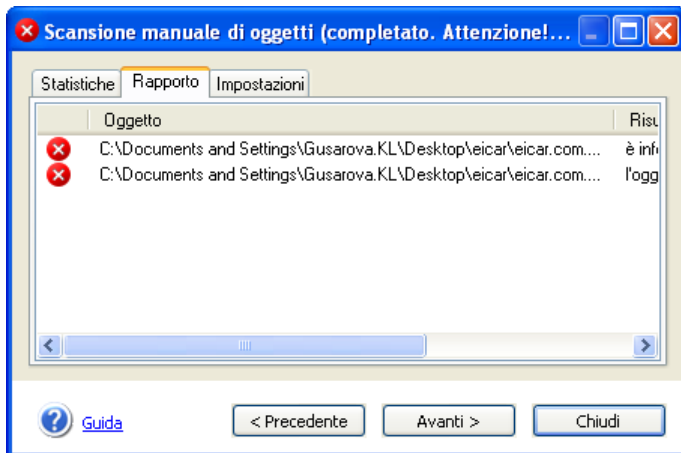 Scansione manuale di oggetti (completato. Attenzione!...
Statistiche Rapporto Impostazioni
Oggetto Risu
C:\Documents and Settings\Gusarova.KL\Desktop\eicar\eicar.com.... è info
C:\Documents and Settings\Gusarova.KL\Desktop\eicar\eicar.com.... l'ogg
Guida < Precedente Avanti > Chiudi